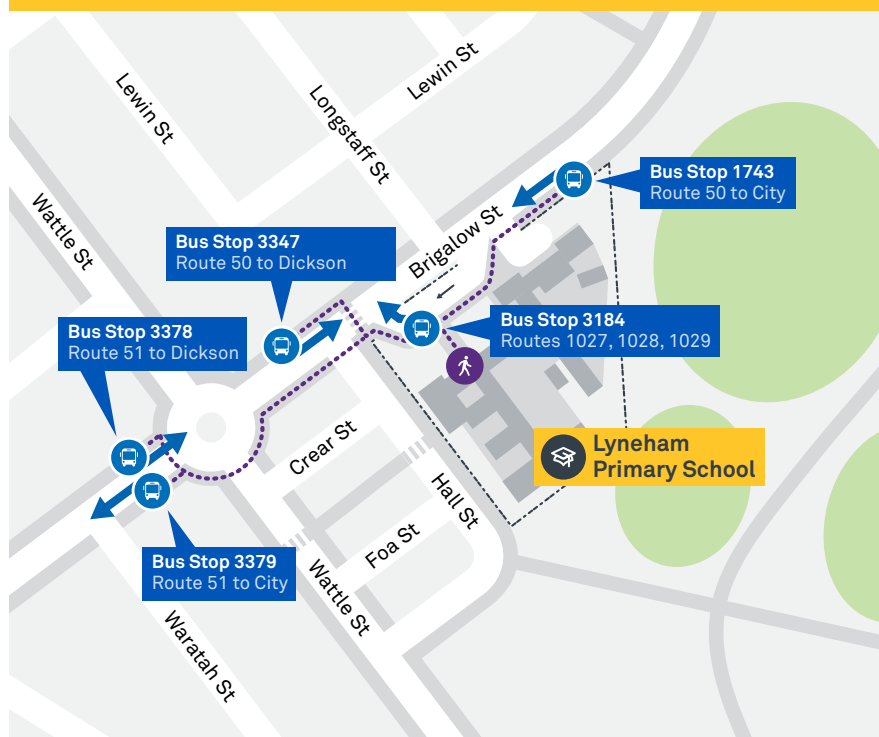 Lewin St
Lewin St
Longstaff St
Wattle St
Bus Stop 1743
Route 50 to City
Brigalow St
Bus Stop 3347
Route 50 to Dickson
Bus Stop 3184
Routes 1027, 1028, 1029
Bus Stop 3378
Route 51 to Dickson
Crear St
Lyneham
Primary School
Hall St
Foa St
Bus Stop 3379
Route 51 to City
Wattle St
Waratah St